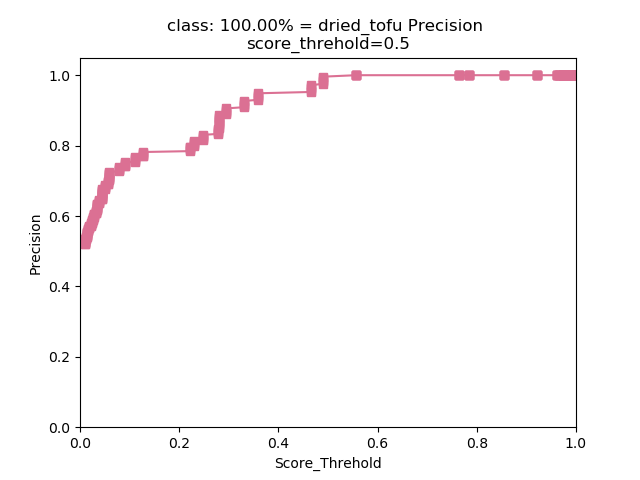 class: 100.00% = dried_tofu Precision
score_threhold=0.5
1.0
0.8
0.6
0.4
0.2
0.0
Precision
0.0 0.2 0.4 0.6 0.8 1.0
Score_Threhold